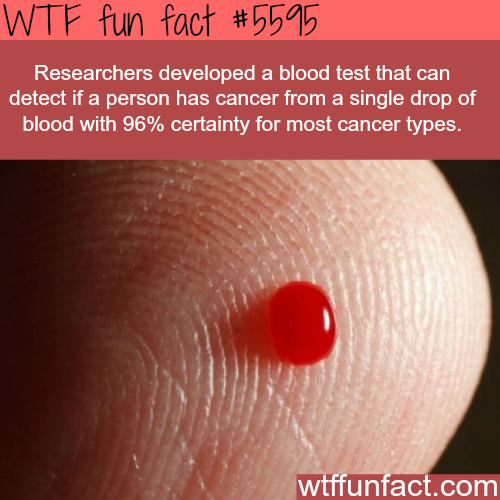 WTF fun fact #5595
Researchers developed a blood test that can
detect if a person has cancer from a single drop of
blood with 96% certainty for most cancer types.
wtffunfact.com